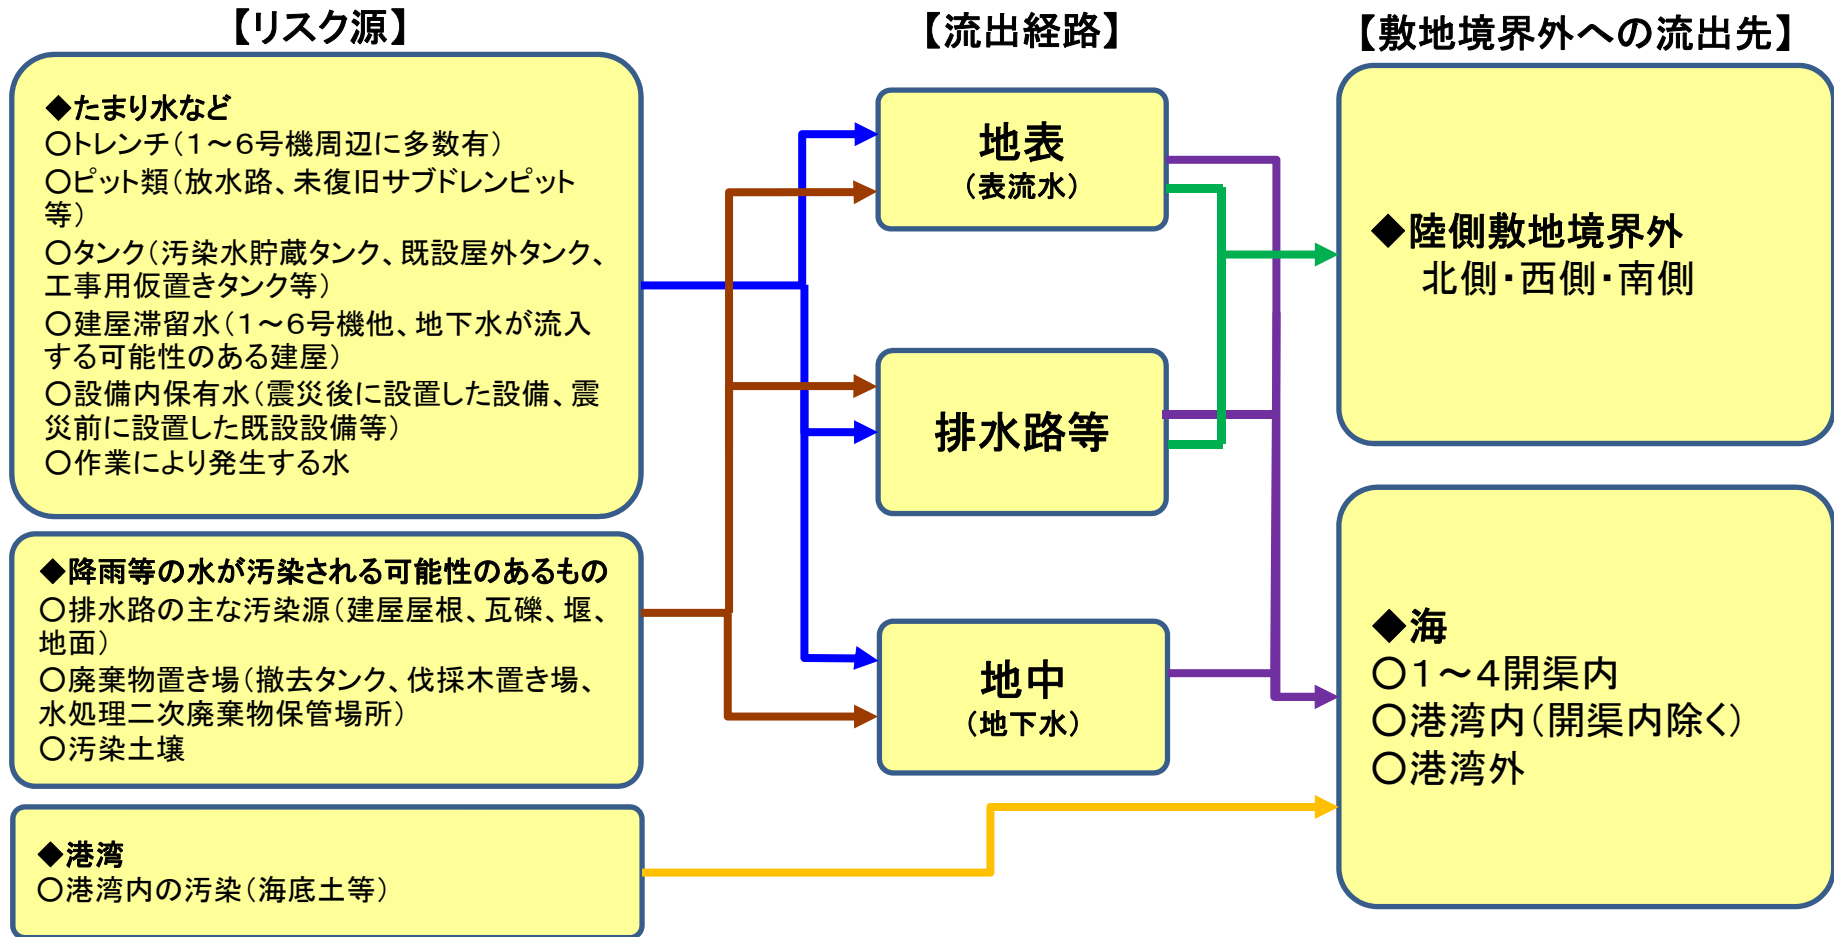 【リスク源】
◆たまり水など
〇トレンチ（１～６号機周辺に多数有）
〇ピット類（放水路、未復旧サブドレンピット
等）
〇タンク（汚染水貯蔵タンク、既設屋外タンク、
工事用仮置きタンク等）
〇建屋滞留水（１～６号機他、地下水が流入
する可能性のある建屋）
〇設備内保有水（震災後に設置した設備、震
災前に設置した既設設備等）
〇作業により発生する水
◆降雨等の水が汚染される可能性のあるもの
〇排水路の主な汚染源（建屋屋根、瓦礫、堰、
地面）
〇廃棄物置き場（撤去タンク、伐採木置き場、
水処理二次廃棄物保管場所）
〇汚染土壌
◆港湾
〇港湾内の汚染（海底土等）
【流出経路】
地表
（表流水）
排水路等
地中
（地下水）
【敷地境界外への流出先】
◆陸側敷地境界外
北側・西側・南側
◆海
〇１～４開渠内
〇港湾内（開渠内除く）
〇港湾外